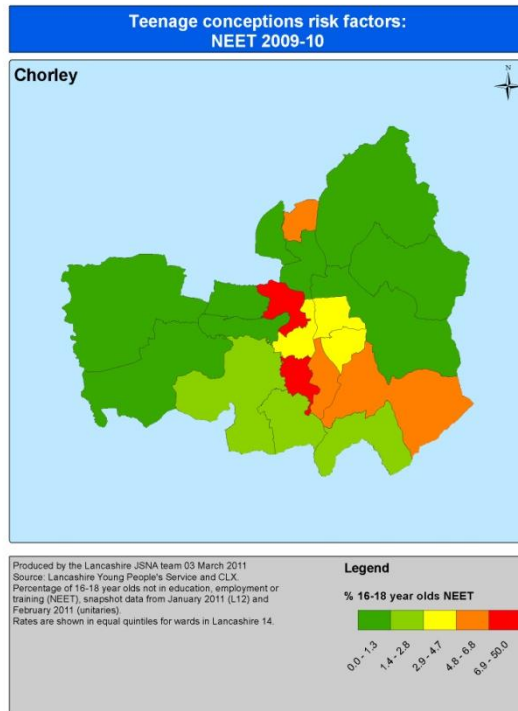 Teenage conceptions risk factors:
NEET 2009-10
Chorley
N
Produced by the Lancashire JSNA team 03 March 2011
Source: Lancashire Young People's Service and CLX.
Percentage of 16-18 year olds not in education, employment or
training (NEET), snapshot data from January 2011 (L12) and
February 2011 (unitaries).
Rates are shown in equal quintiles for wards in Lancashire 14.
Legend
% 16-18 year olds NEET
0.0 - 1.3
1.4 - 2.8
2.9 - 4.7
4.8 - 6.8
6.9 - 50.0